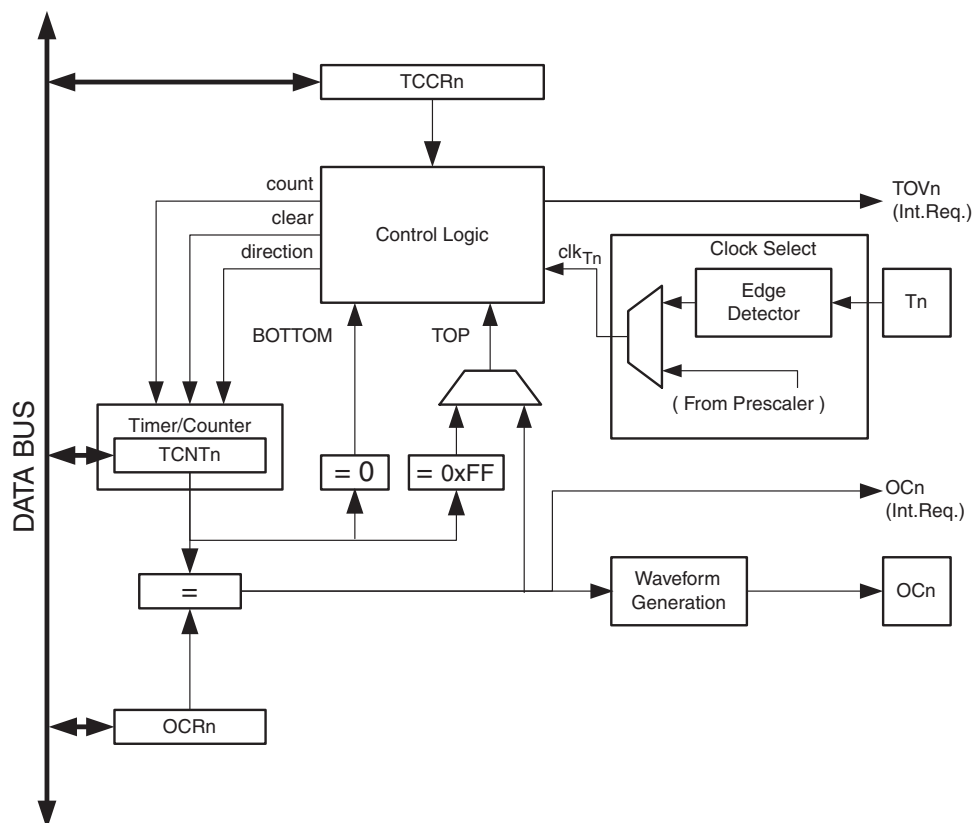 TCCRn
count
clear
direction
Control Logic
TOVn
(Int.Req.)
clkTn
Clock Select
Edge
Detector
Tn
( From Prescaler )
BOTTOM
TOP
DATA BUS
Timer/Counter
TCNTn
= 0
= 0xFF
OCn
(Int.Req.)
=
Waveform
Generation
OCn
OCRn